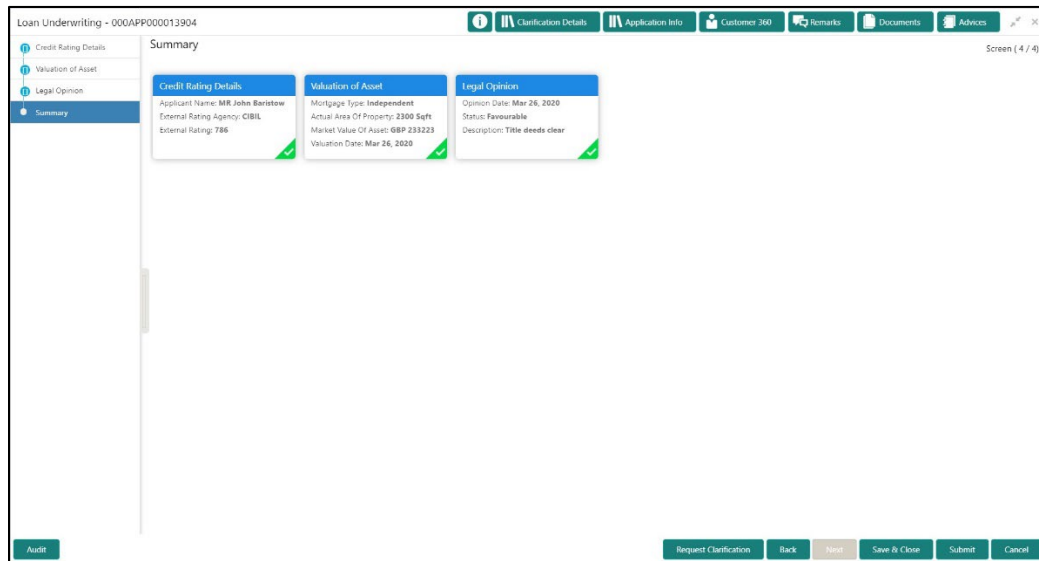 Loan Underwriting - 000APP000013904
Clarification Details
Application Info
Customer 360
Remarks
Documents
Advices
Credit Rating Details
Valuation of Asset
Legal Opinion
Summary
Summary
Screen ( 4 / 4)
Credit Rating Details
Applicant Name: MR John Baristow
External Rating Agency: CIBIL
External Rating: 786
Valuation of Asset
Mortgage Type: Independent
Actual Area Of Property: 2300 Sqft
Market Value Of Asset: GBP 233223
Valuation Date: Mar 26, 2020
Legal Opinion
Opinion Date: Mar 26, 2020
Status: Favourable
Description: Title deeds clear
Audit
Request Clarification
Back
Next
Save & Close
Submit
Cancel